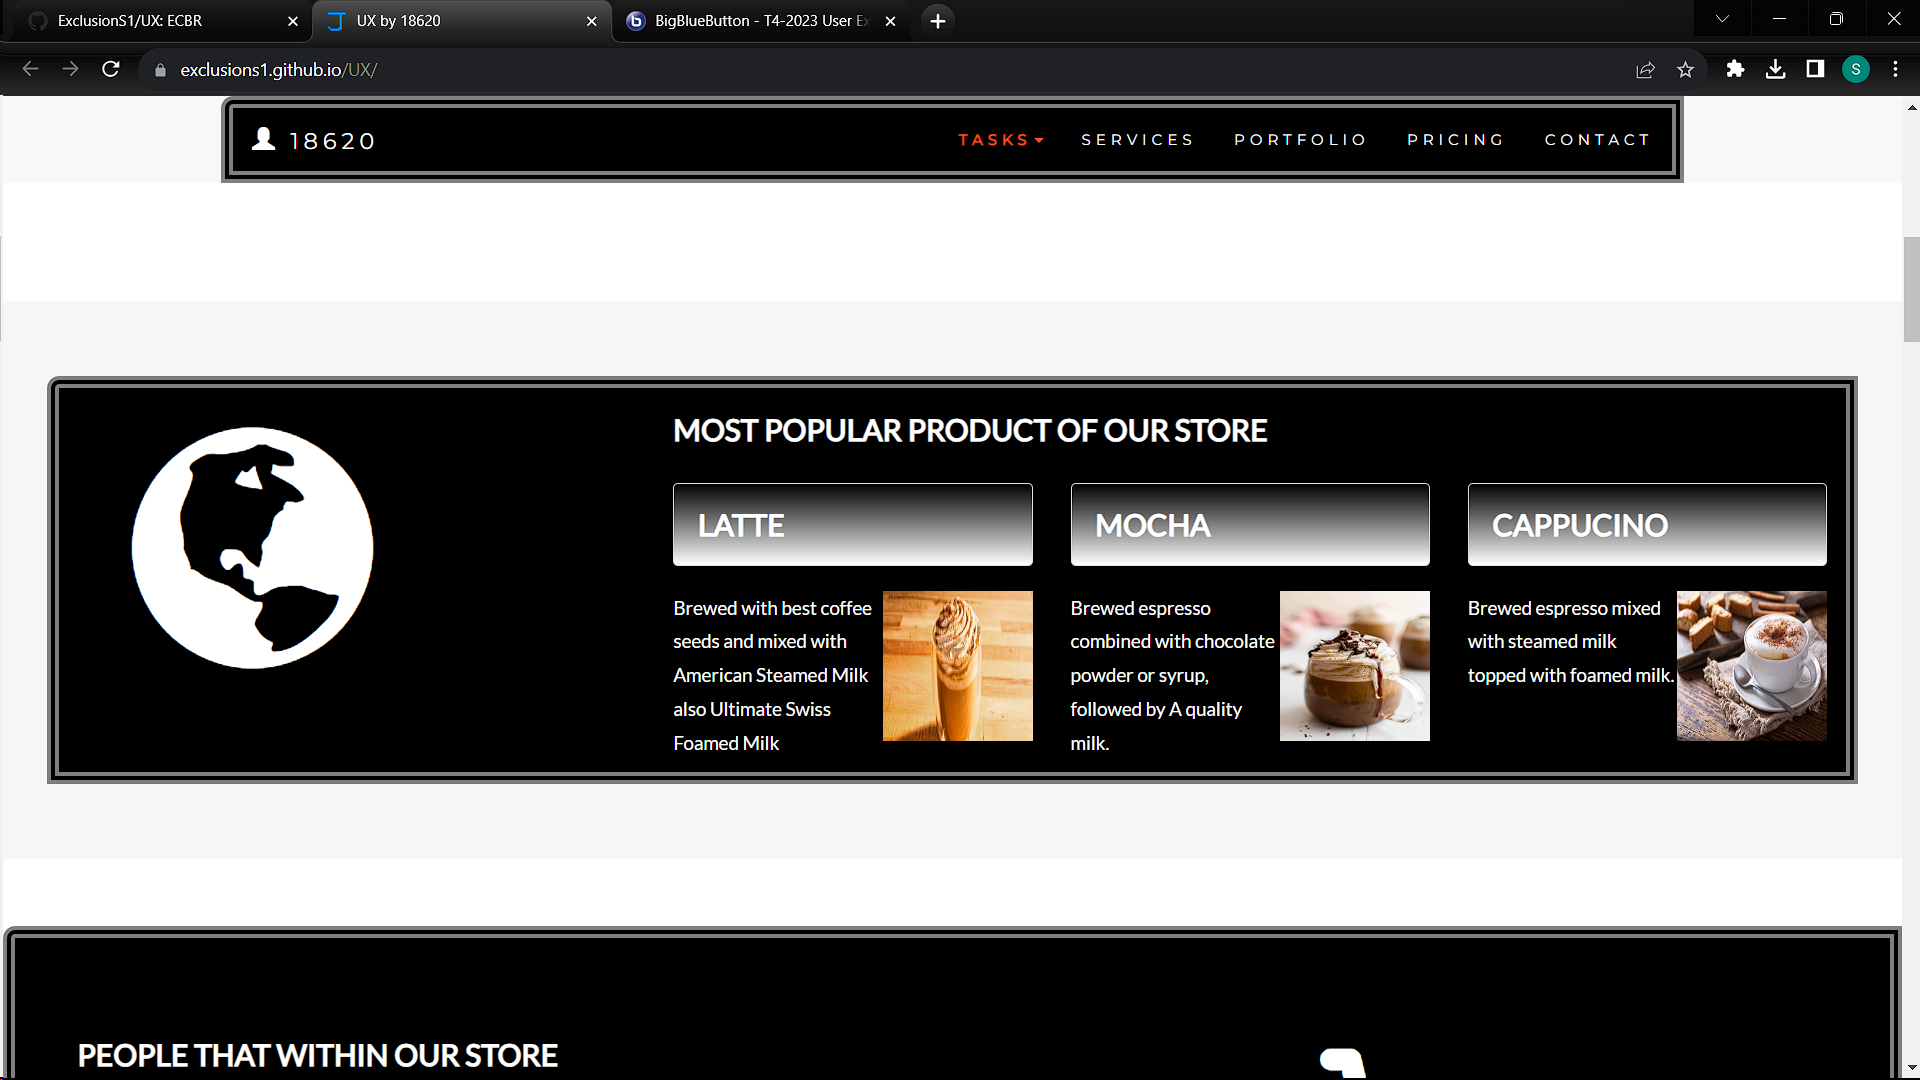 ExclusionS1/UX: ECBR
UX by 18620
BigBlueButton - T4-2023 User Ex
exclusions1.github.io/UX/
S
18620
TASKS
SERVICES
PORTFOLIO
PRICING
CONTACT
MOST POPULAR PRODUCT OF OUR STORE
LATTE
Brewed with best coffee
seeds and mixed with
American Steamed Milk
also Ultimate Swiss
Foamed Milk
MOCHA
Brewed espresso
combined with chocolate
powder or syrup,
followed by A quality
milk.
CAPPUCINO
Brewed espresso mixed
with steamed milk
topped with foamed milk.
PEOPLE THAT WITHIN OUR STORE